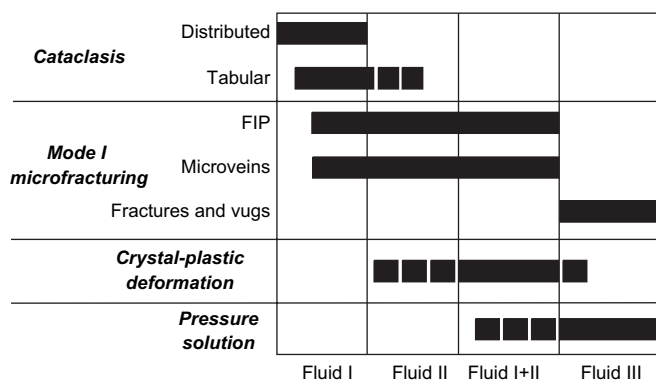 Distributed
Cataclasis
Tabular
FIP
Mode I
microfracturing
Microveins
Fractures and vugs
Crystal-plastic
deformation
Pressure
solution
Fluid I Fluid II Fluid I+II Fluid III